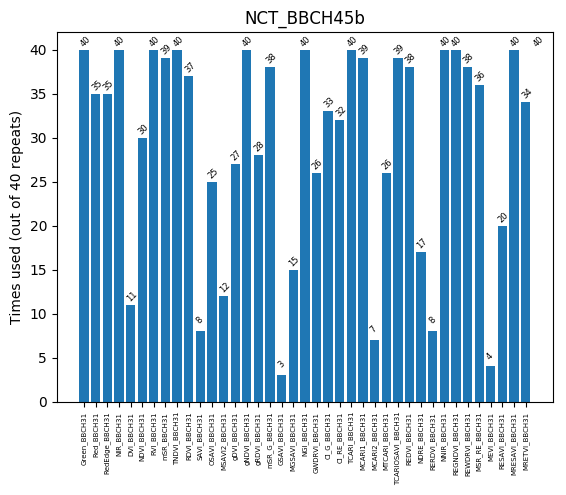 NCT_BBCH45b
Times used (out of 40 repeats)
40
35
30
25
20
15
10
5
0
40
35
35
40
11
30
40
39
40
37
8
25
12
27
40
28
38
3
15
40
26
33
32
40
39
7
26
39
38
17
8
40
40
38
36
4
20
40
34
40
Green_BBCH31
Red_BBCH31
RedEdge_BBCH31
NIR_BBCH31
DVI_BBCH31
NDVI_BBCH31
RVI_BBCH31
mSR_BBCH31
TNDVI_BBCH31
RDVI_BBCH31
SAVI_BBCH31
OSAVI_BBCH31
MSAVI2_BBCH31
gDVI_BBCH31
gNDVI_BBCH31
gRDVI_BBCH31
mSR_G_BBCH31
GSAVI_BBCH31
MGSAVI_BBCH31
NGI_BBCH31
GWDRVI_BBCH31
CI_G_BBCH31
CI_RE_BBCH31
TCARI_BBCH31
MCARI1_BBCH31
MCARI2_BBCH31
MTCARI_BBCH31
TCARIOSAVI_BBCH31
REDVI_BBCH31
NDRE_BBCH31
RERDVI_BBCH31
NNIR_BBCH31
REGNDVI_BBCH31
REWDRVI_BBCH31
MSR_RE_BBCH31
MEVI_BBCH31
RESAVI_BBCH31
MRESAVI_BBCH31
MRETVI_BBCH31